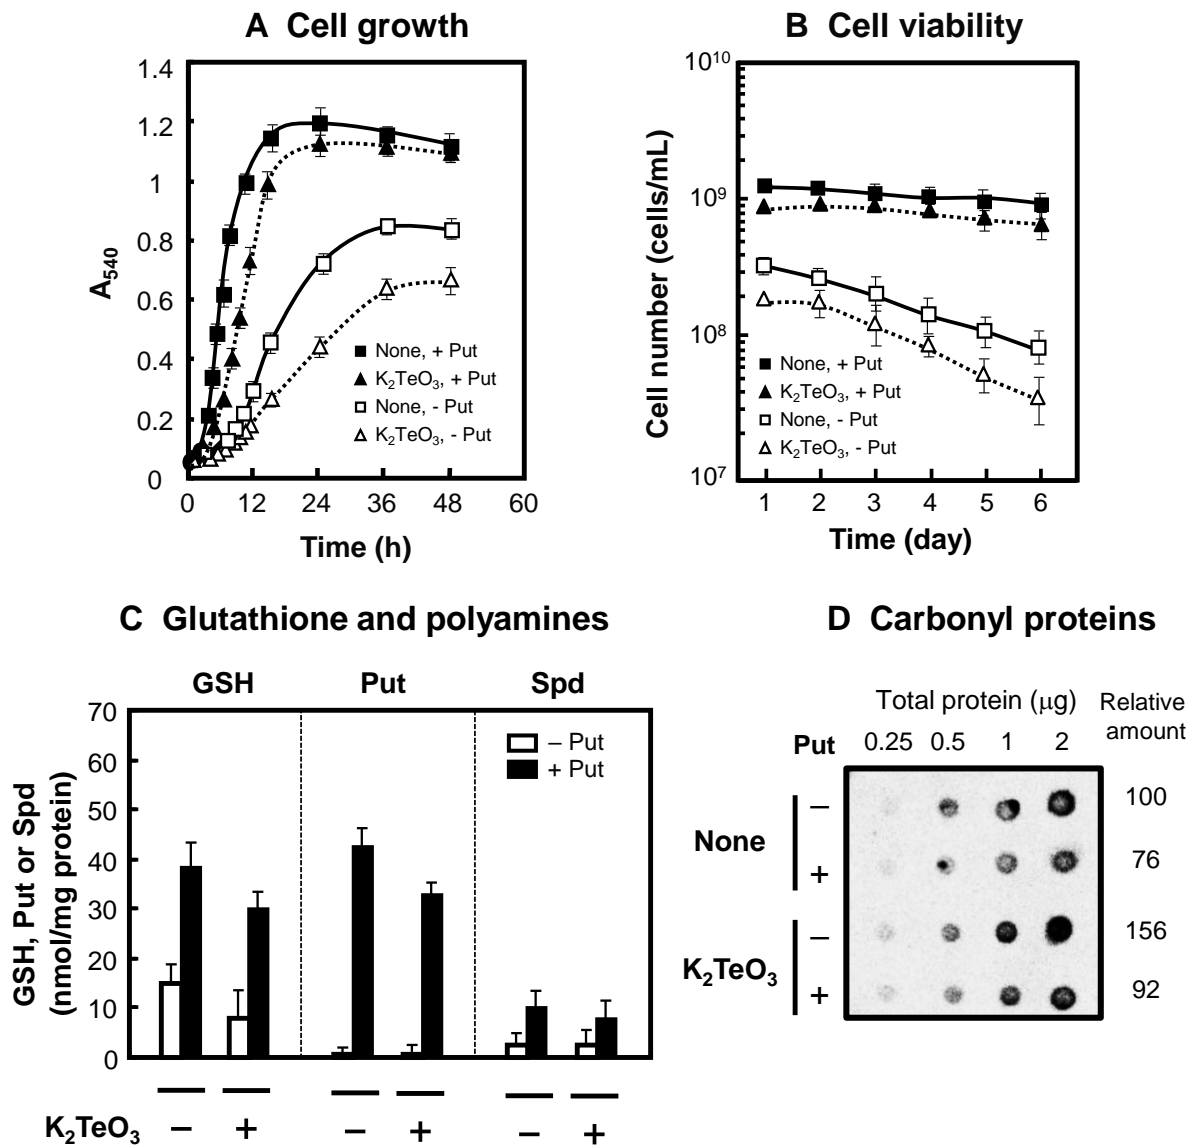 A Cell growth
1.4
1.2
1
0.8
0.6
0.4
0.2
0
A540
None, + Put
K2TeO3, + Put
None, - Put
K2TeO3, - Put
0 12 24 36 48 60
Time (h)
B Cell viability
10^10
10^9
10^8
10^7
Cell number (cells/mL)
None, + Put
K2TeO3, + Put
None, - Put
K2TeO3, - Put
1 2 3 4 5 6
Time (day)
C Glutathione and polyamines
GSH Put Spd
70
60
50
40
30
20
10
0
GSH, Put or Spd
(nmol/mg protein)
– Put
+ Put
K2TeO3 – + – + – +
D Carbonyl proteins
Total protein (μg)
Relative
amount
Put 0.25 0.5 1 2
None
– 100
+ 76
K2TeO3
– 156
+ 92